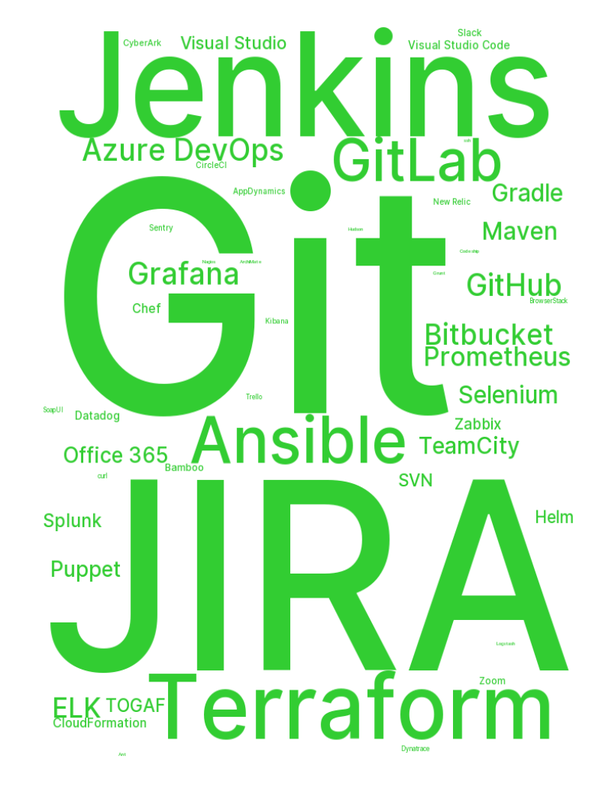 Slack
CyberArk
Visual Studio
Visual Studio Code
Jenkins
Azure DevOps
GitLab
CircleCI
AppDynamics
Gradle
New Relic
Sentry
Maven
Git
Grafana
GitHub
BrowserStack
Chef
Kibana
Bitbucket
Prometheus
Trello
Selenium
SoapUI
Datadog
Zabbix
Ansible
TeamCity
Office 365
Bamboo
curl
SVN
Splunk
Helm
JIRA
Puppet
Terraform
Zoom
ELK
TOGAF
CloudFormation
Dynatrace